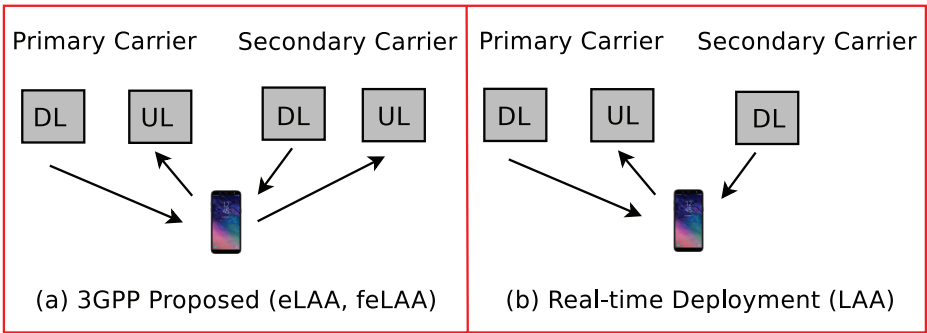 Primary Carrier
Secondary Carrier
DL
UL
DL
UL
(a) 3GPP Proposed (eLAA, feLAA)
Primary Carrier
Secondary Carrier
DL
UL
DL
(b) Real-time Deployment (LAA)